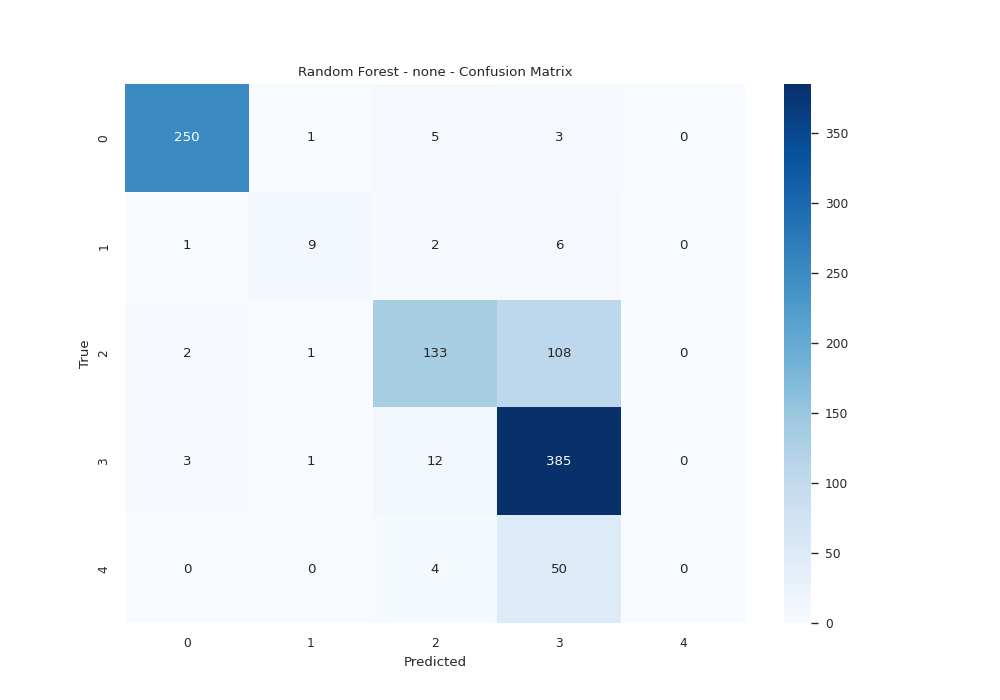 Random Forest - none - Confusion Matrix
0 250 1 5 3 0
1 1 9 2 6 0
2 2 1 133 108 0
3 3 1 12 385 0
4 0 0 4 50 0
0 1 2 3 4
True
Predicted
350
300
250
200
150
100
50
0